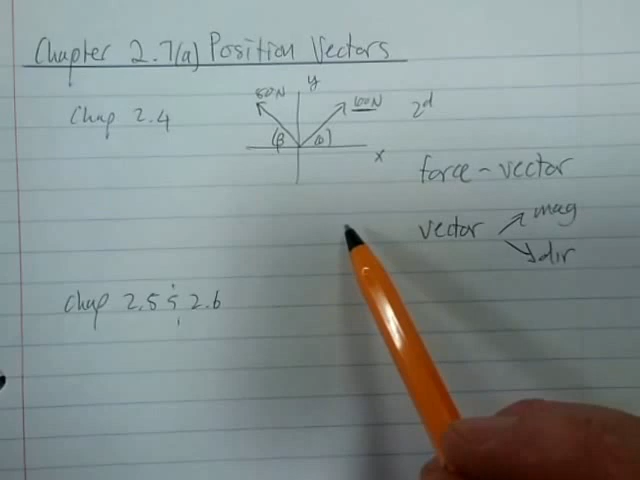 Chapter 2.7(a) Position Vectors
Chap 2.4
80N
y
100N
2d
β
x
force - vector
vector
mag
dir
Chap 2.5 & 2.6